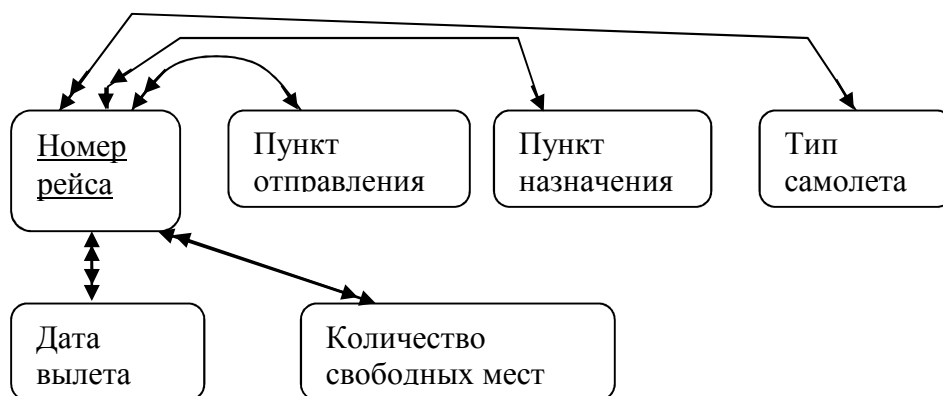 Номер
рейса
Пункт
отправления
Пункт
назначения
Тип
самолета
Дата
вылета
Количество
свободных мест